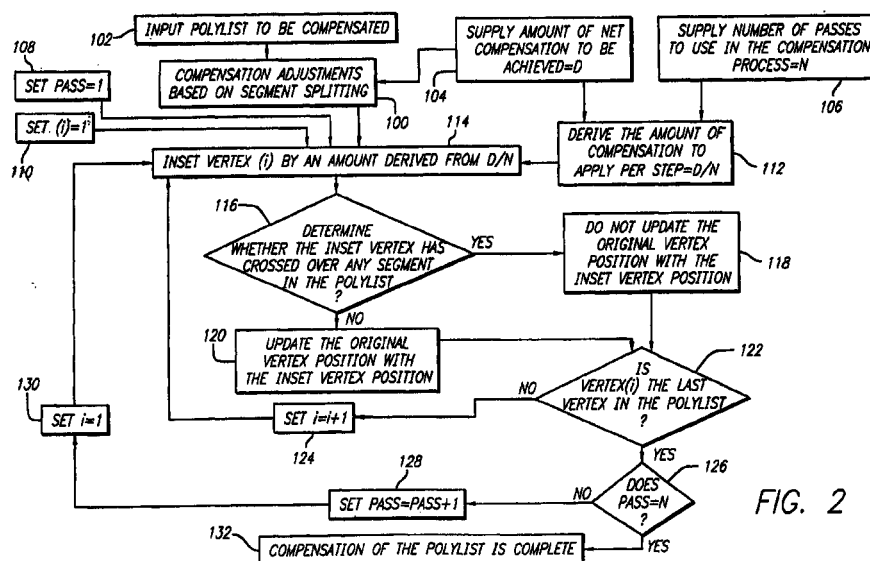 102
INPUT POLYLIST TO BE COMPENSATED
108
SET PASS=1
COMPENSATION ADJUSTMENTS
BASED ON SEGMENT SPLITTING
100
SUPPLY AMOUNT OF NET
COMPENSATION TO BE
ACHIEVED=D
104
SUPPLY NUMBER OF PASSES
TO USE IN THE COMPENSATION
PROCESS=N
106
SET (i)=1
110
114
INSET VERTEX (i) BY AN AMOUNT DERIVED FROM D/N
DERIVE THE AMOUNT OF
COMPENSATION TO
APPLY PER STEP=D/N
112
116
DETERMINE
WHETHER THE INSET VERTEX HAS
CROSSED OVER ANY SEGMENT
IN THE POLYLIST
?
YES
DO NOT UPDATE THE
ORIGINAL VERTEX
POSITION WITH THE
INSET VERTEX POSITION
118
NO
120
UPDATE THE ORIGINAL
VERTEX POSITION WITH
THE INSET VERTEX POSITION
122
IS
VERTEX(i) THE LAST
VERTEX IN THE POLYLIST
?
NO
130
SET i=1
SET i=i+1
124
YES
126
DOES
PASS=N
?
NO
128
SET PASS=PASS+1
YES
132
COMPENSATION OF THE POLYLIST IS COMPLETE
FIG. 2